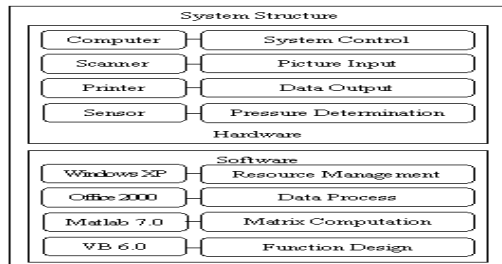 System Structure
Computer System Control
Scanner Picture Input
Printer Data Output
Sensor Pressure Determination
Hardware
Software
Windows XP Resource Management
Office 2000 Data Process
Matlab 7.0 Matrix Computation
VB 6.0 Function Design